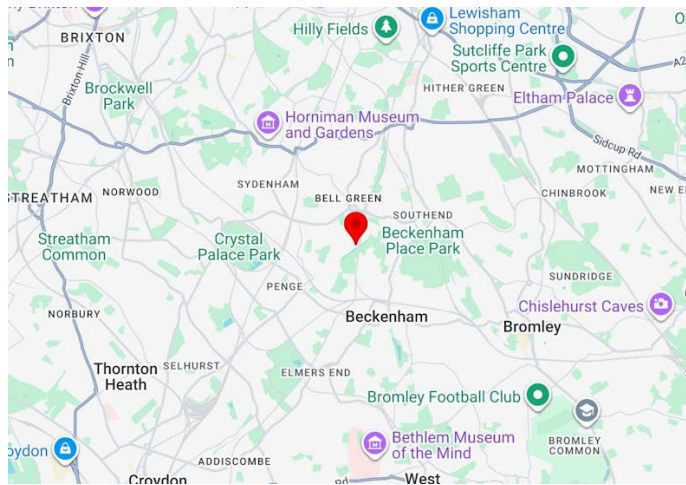 Brixton
BRIXTON
Hilly Fields
Lewisham
Shopping Centre
Sutcliffe Park
Sports Centre
O
A2
HITHER GREEN
Eltham Palace
Brixton Hill
Brockwell
Park
Horniman Museum
and Gardens
Sidcup Rd
MOTTINGHAM
STREATHAM
NORWOOD
SYDENHAM
BELL GREEN
CHINBROOK
NEW E
SOUTHEND
Streatham
Common
Crystal
Palace Park
Beckenham
Place Park
SUNDRIDGE
PENGE
Chislehurst Caves
NORBURY
Beckenham
Bromley
Thornton
Heath
SELHURST
ELMERS END
Bromley Football Club
oydon
Bethlem Museum
of the Mind
BROMLEY
COMMON
ADDISCOMBE
Croydon
Rd
West